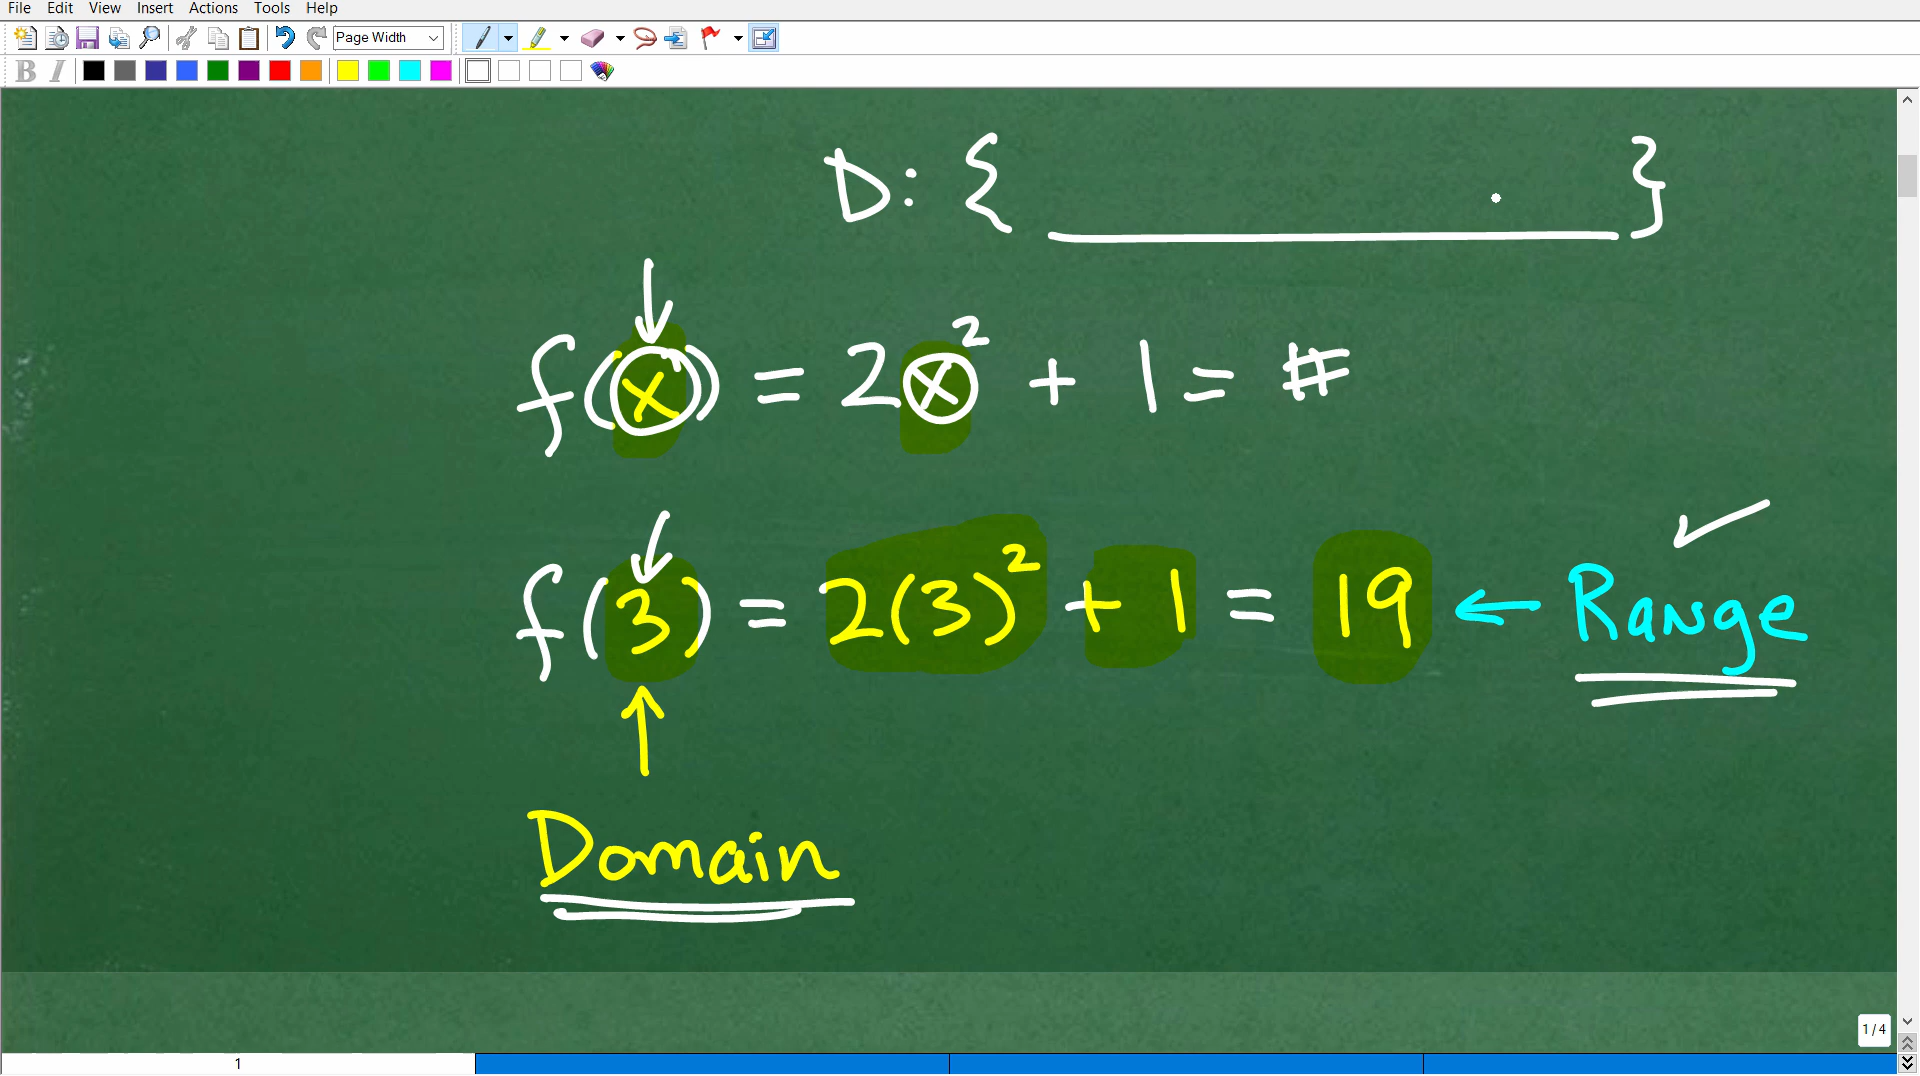 File Edit View Insert Actions Tools Help
Page Width
B I
D: { ________ }
f(x) = 2x² + 1 = #
f(3) = 2(3)² + 1 = 19 ← Range
Domain
1 / 4
1